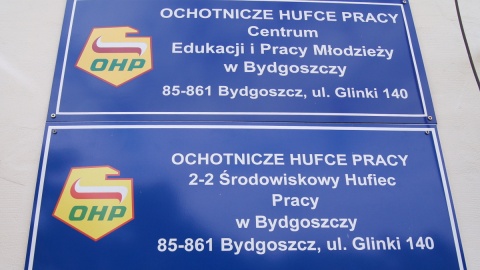 OCHOTNICZE HUFCE PRACY
Centrum
Edukacji i Pracy Młodzieży
w Bydgoszczy
85-861 Bydgoszcz, ul. Glinki 140
OHP
OCHOTNICZE HUFCE PRACY
2-2 Środowiskowy Hufiec
Pracy
w Bydgoszczy
85-861 Bydgoszcz, ul. Glinki 140
OHP